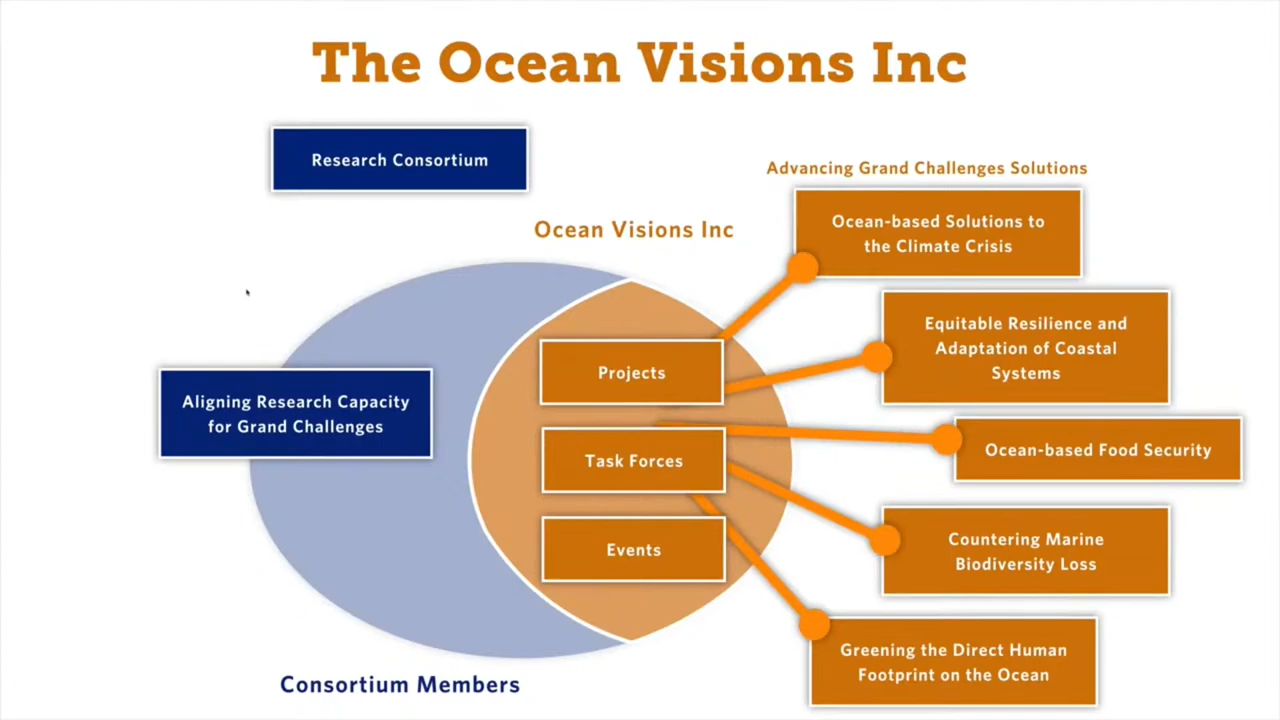 The Ocean Visions Inc
Research Consortium
Advancing Grand Challenges Solutions
Ocean Visions Inc
Ocean-based Solutions to
the Climate Crisis
Equitable Resilience and
Adaptation of Coastal
Systems
Projects
Aligning Research Capacity
for Grand Challenges
Ocean-based Food Security
Task Forces
Countering Marine
Biodiversity Loss
Events
Greening the Direct Human
Footprint on the Ocean
Consortium Members